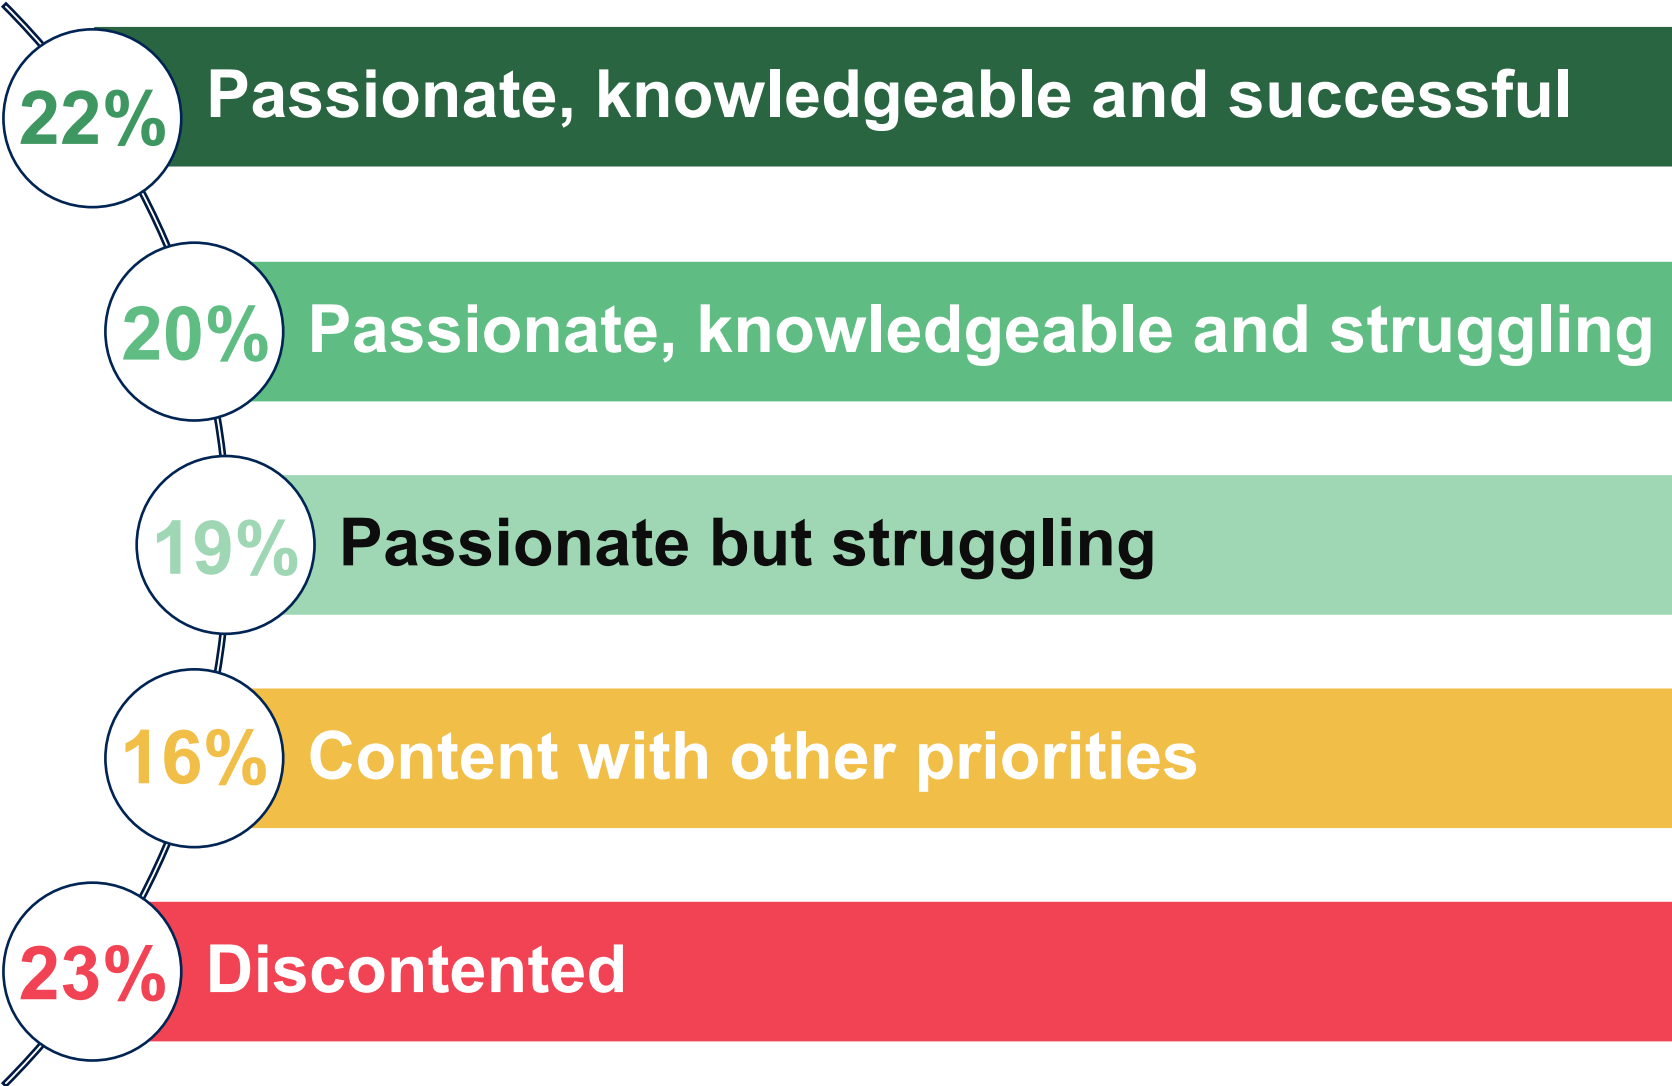 22% Passionate, knowledgeable and successful
20% Passionate, knowledgeable and struggling
19% Passionate but struggling
16% Content with other priorities
23% Discontented